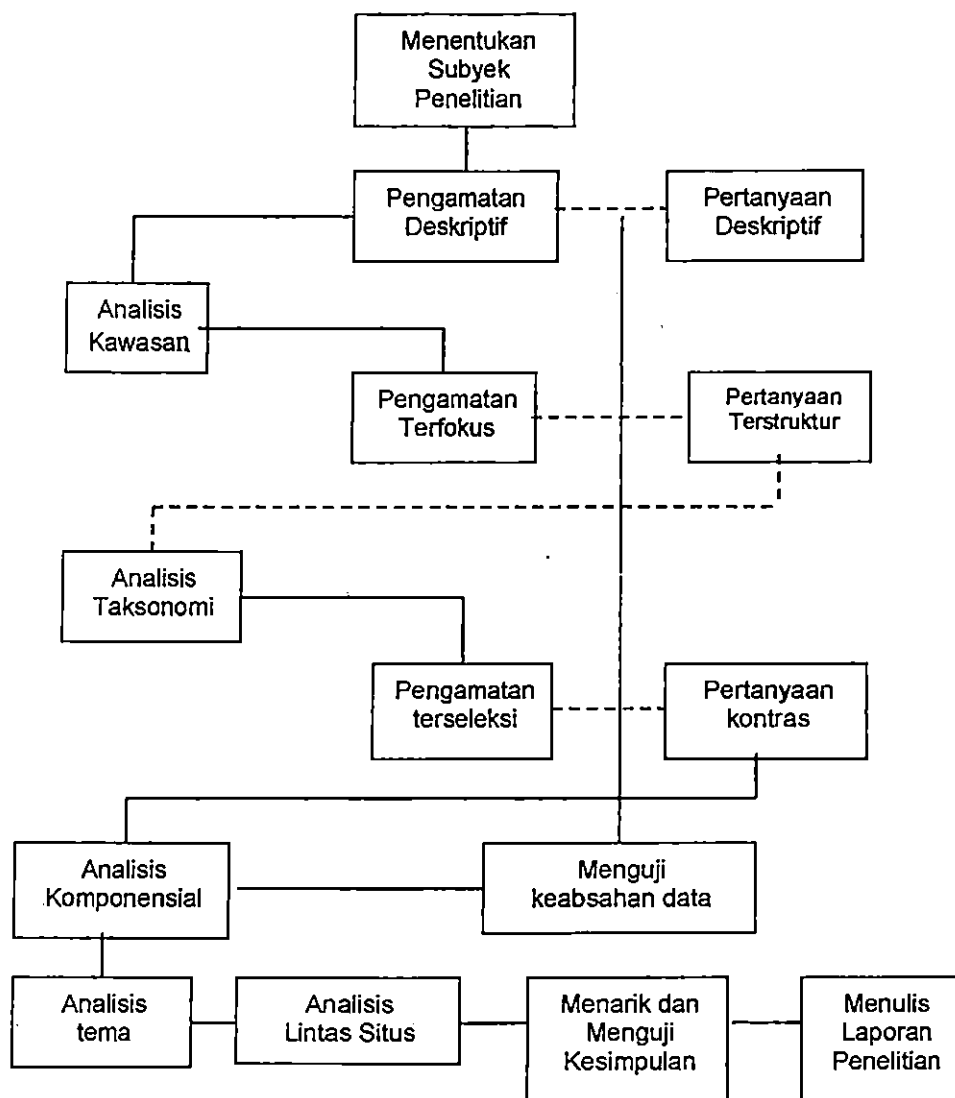 Menentukan
Subyek
Penelitian
Pengamatan
Deskriptif
Pertanyaan
Deskriptif
Analisis
Kawasan
Pengamatan
Terfokus
Pertanyaan
Terstruktur
Analisis
Taksonomi
Pengamatan
terseleksi
Pertanyaan
kontras
Analisis
Komponensial
Menguji
keabsahan data
Analisis
tema
Analisis
Lintas Situs
Menarik dan
Menguji
Kesimpulan
Menulis
Laporan
Penelitian